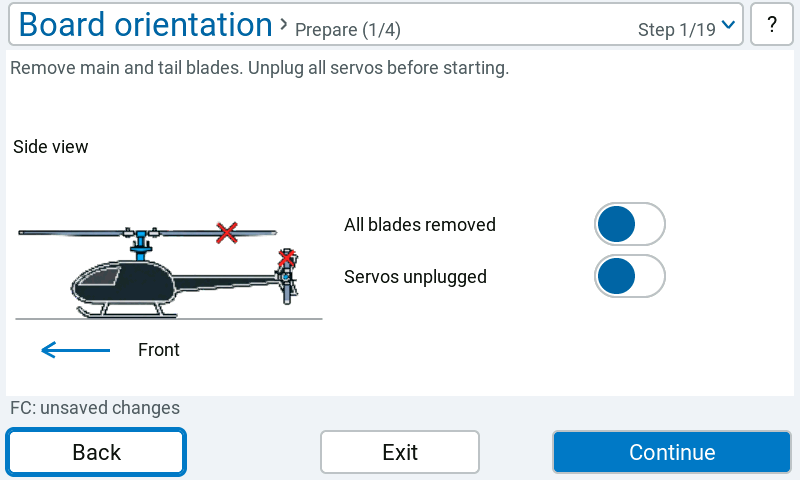 Board orientation › Prepare (1/4) Step 1/19 ?
Remove main and tail blades. Unplug all servos before starting.
Side view
All blades removed
Servos unplugged
Front
FC: unsaved changes
Back Exit Continue